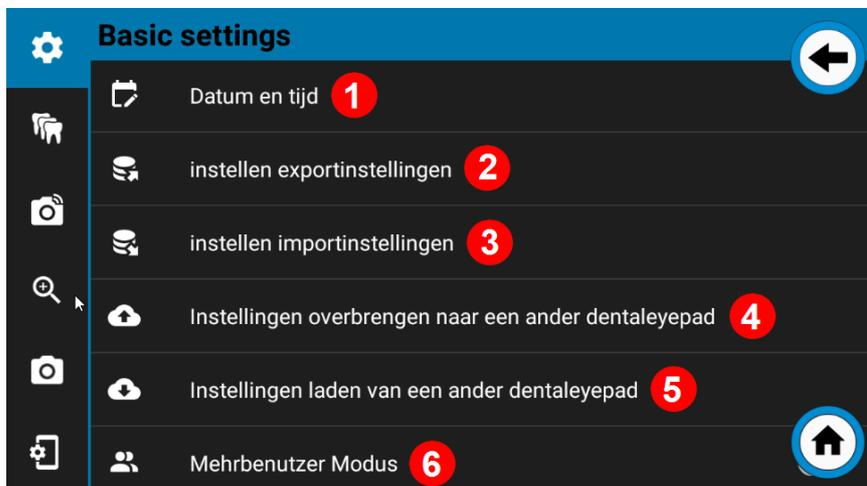 Basic settings
Datum en tijd 1
instellen exportinstellingen 2
instellen importinstellingen 3
Instellingen overbrengen naar een ander dentaleyepad 4
Instellingen laden van een ander dentaleyepad 5
Mehrbenutzer Modus 6